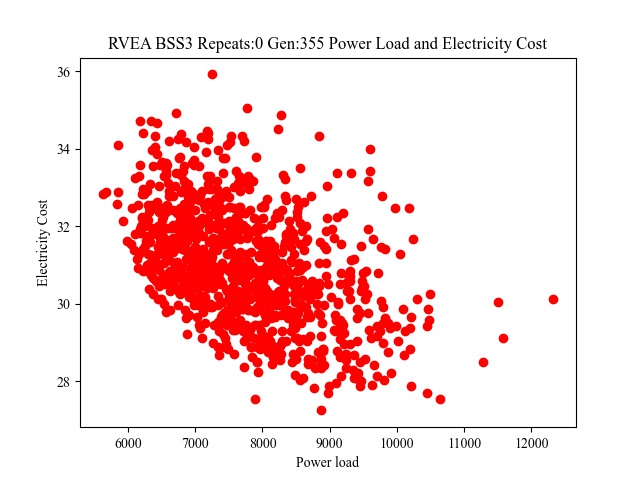 RVEA BSS3 Repeats:0 Gen:355 Power Load and Electricity Cost
36
34
32
30
28
Electricity Cost
6000 7000 8000 9000 10000 11000 12000
Power load